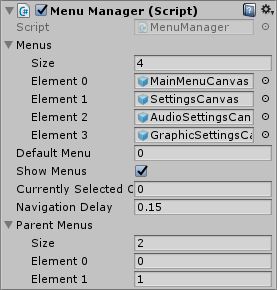 Menu Manager (Script)
Script MenuManager
Menus
Size 4
Element 0 MainMenuCanvas
Element 1 SettingsCanvas
Element 2 AudioSettingsCan
Element 3 GraphicSettingsCa
Default Menu 0
Show Menus
Currently Selected C 0
Navigation Delay 0.15
Parent Menus
Size 2
Element 0 0
Element 1 1